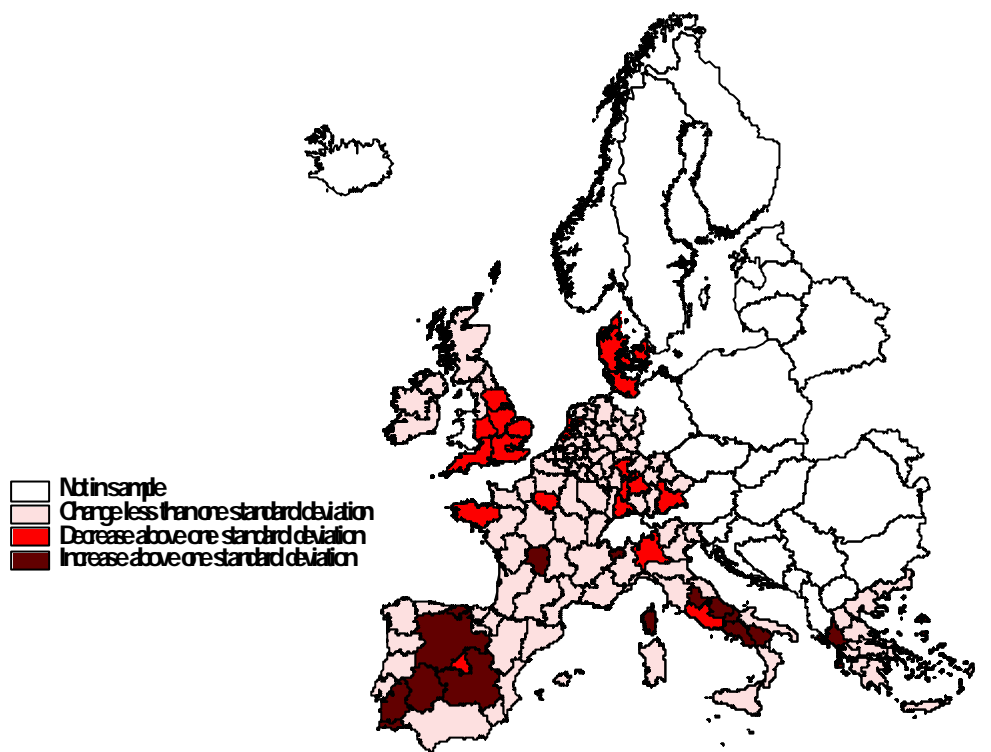 Not in sample
Change less than one standard deviation
Decrease above one standard deviation
Increase above one standard deviation